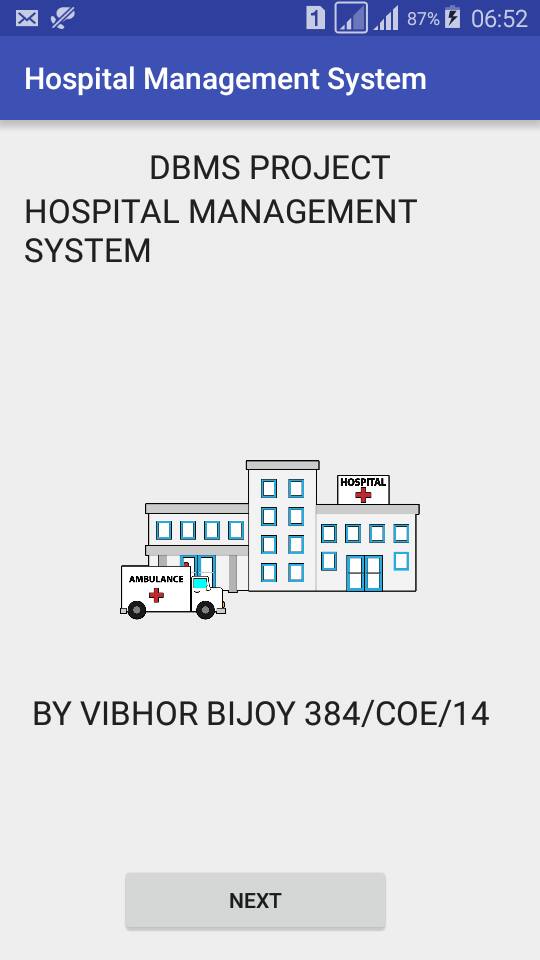 1 87% 06:52
Hospital Management System
DBMS PROJECT
HOSPITAL MANAGEMENT
SYSTEM
HOSPITAL
AMBULANCE
BY VIBHOR BIJOY 384/COE/14
NEXT